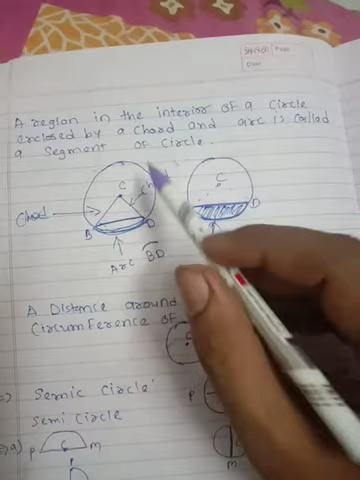 Page
Date
A region in the interior of a Circle
enclosed by a Chord and arc is called
a Segment of Circle.
C
C
Chord
B
D
D
Arc BD
A Distance around
Circumference of
C
=) Semic Circle'
P
Semi Circle
a)
P C m
m